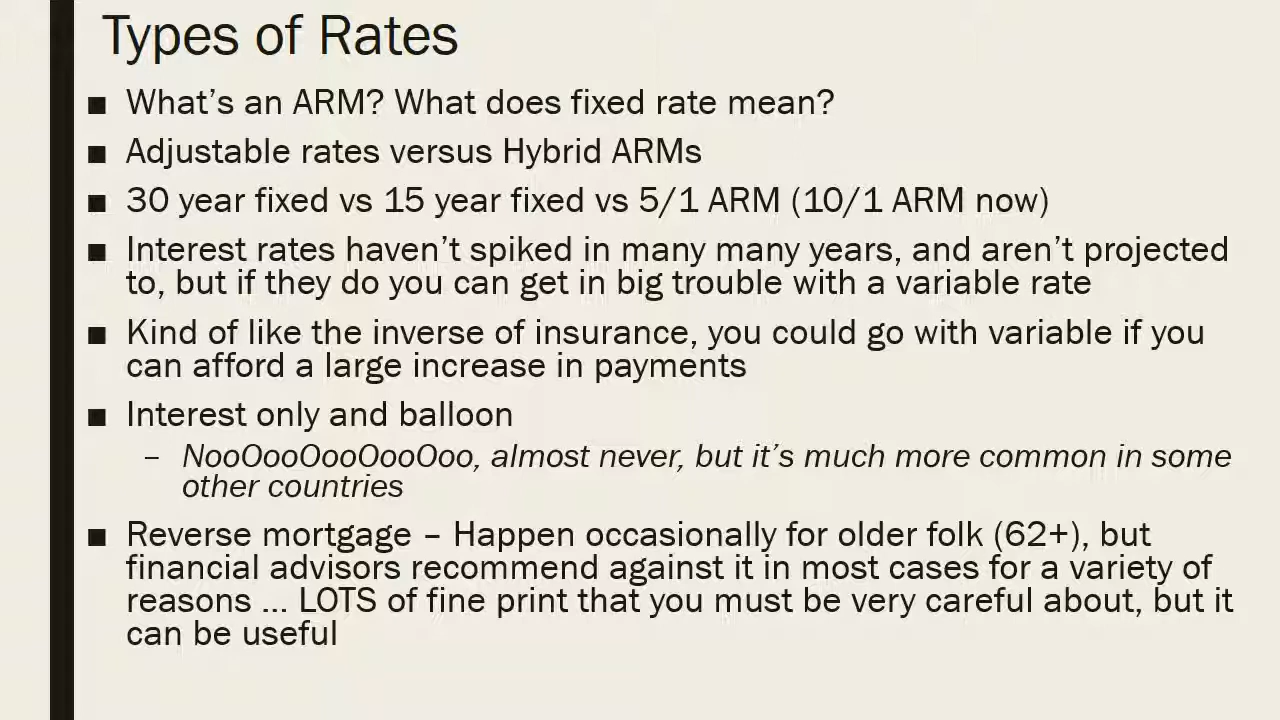 Types of Rates
■ What's an ARM? What does fixed rate mean?
■ Adjustable rates versus Hybrid ARMs
■ 30 year fixed vs 15 year fixed vs 5/1 ARM (10/1 ARM now)
■ Interest rates haven't spiked in many many years, and aren't projected
to, but if they do you can get in big trouble with a variable rate
■ Kind of like the inverse of insurance, you could go with variable if you
can afford a large increase in payments
■ Interest only and balloon
– NooOooOooOooOoo, almost never, but it's much more common in some
other countries
■ Reverse mortgage – Happen occasionally for older folk (62+), but
financial advisors recommend against it in most cases for a variety of
reasons ... LOTS of fine print that you must be very careful about, but it
can be useful